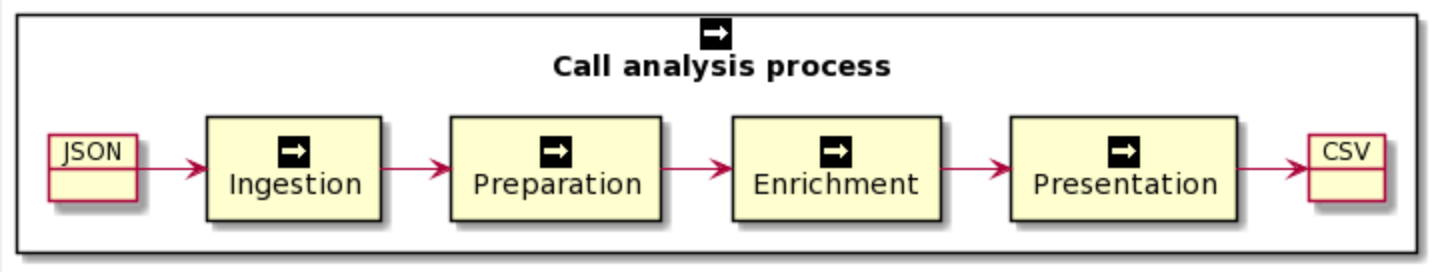 Call analysis process
JSON
Ingestion
Preparation
Enrichment
Presentation
CSV